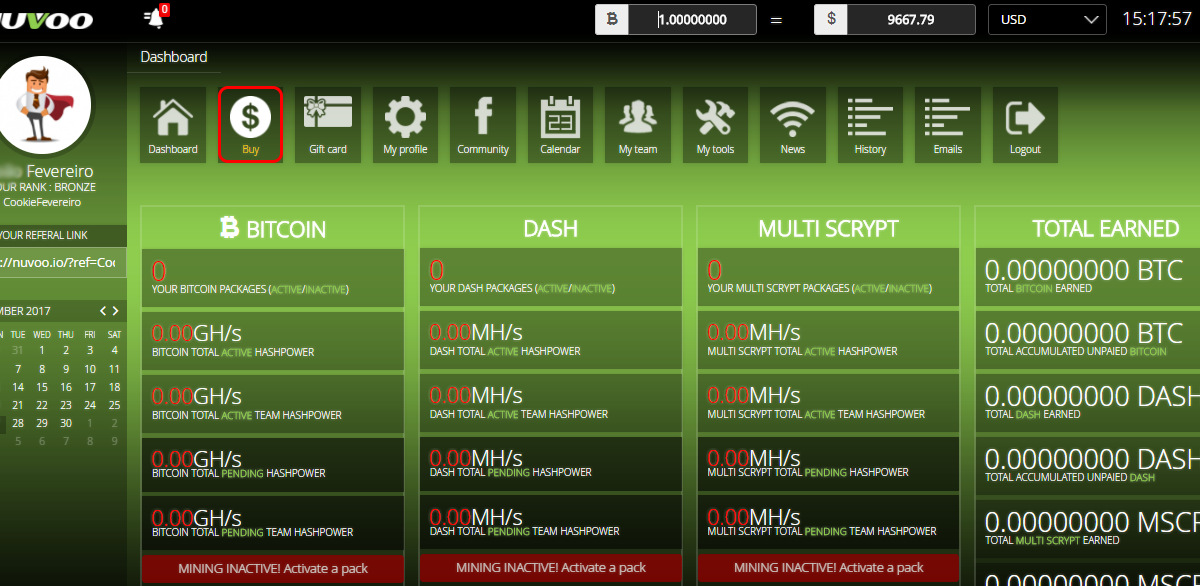 NUVOO
0
1.00000000
=
$
9667.79
USD
15:17:57
Dashboard
Dashboard
Buy
Gift card
My profile
Community
Calendar
23
My team
My tools
News
History
Emails
Logout
Fevereiro
OUR RANK : BRONZE
CookieFevereiro
YOUR REFERAL LINK
://nuvoo.io/?ref=Coo
MBER 2017
TUE WED THU FRI SAT
31 1 2 3 4
7 8 9 10 11
14 15 16 17 18
21 22 23 24 25
28 29 30 1 2
5 6 7 8 9
BITCOIN
0
YOUR BITCOIN PACKAGES (ACTIVE/INACTIVE)
0.00GH/s
BITCOIN TOTAL ACTIVE HASHPOWER
0.00GH/s
BITCOIN TOTAL ACTIVE TEAM HASHPOWER
0.00GH/s
BITCOIN TOTAL PENDING HASHPOWER
0.00GH/s
BITCOIN TOTAL PENDING TEAM HASHPOWER
MINING INACTIVE! Activate a pack
DASH
0
YOUR DASH PACKAGES (ACTIVE/INACTIVE)
0.00MH/s
DASH TOTAL ACTIVE HASHPOWER
0.00MH/s
DASH TOTAL ACTIVE TEAM HASHPOWER
0.00MH/s
DASH TOTAL PENDING HASHPOWER
0.00MH/s
DASH TOTAL PENDING TEAM HASHPOWER
MINING INACTIVE! Activate a pack
MULTI SCRYPT
0
YOUR MULTI SCRYPT PACKAGES (ACTIVE/INACTIVE)
0.00MH/s
MULTI SCRYPT TOTAL ACTIVE HASHPOWER
0.00MH/s
MULTI SCRYPT TOTAL ACTIVE TEAM HASHPOWER
0.00MH/s
MULTI SCRYPT TOTAL PENDING HASHPOWER
0.00MH/s
MULTI SCRYPT TOTAL PENDING TEAM HASHPOWER
MINING INACTIVE! Activate a pack
TOTAL EARNED
0.00000000 BTC
TOTAL BITCOIN EARNED
0.00000000 BTC
TOTAL ACCUMULATED UNPAIED BITCOIN
0.00000000 DASH
TOTAL DASH EARNED
0.00000000 DASH
TOTAL ACCUMULATED UNPAIED DASH
0.00000000 MSCR
TOTAL MULTI SCRYPT EARNED